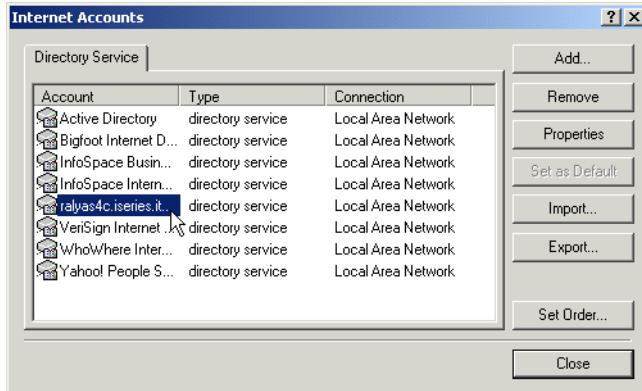 Internet Accounts
Directory Service
Account Type Connection
Active Directory directory service Local Area Network
Bigfoot Internet D... directory service Local Area Network
InfoSpace Busin... directory service Local Area Network
InfoSpace Intern... directory service Local Area Network
ralyas4c.iseries.it... directory service Local Area Network
VeriSign Internet ... directory service Local Area Network
WhoWhere Inter... directory service Local Area Network
Yahoo! People S... directory service Local Area Network
Add...
Remove
Properties
Set as Default
Import...
Export...
Set Order...
Close